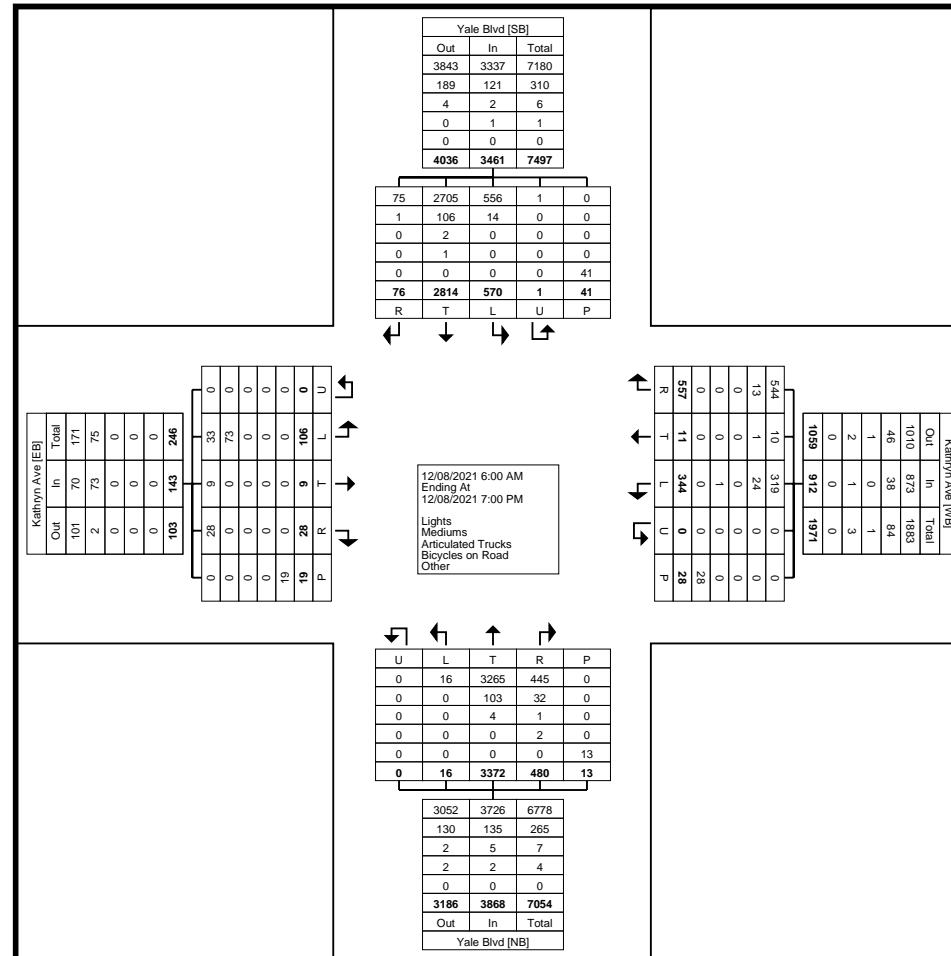 Yale Blvd [SB]
Out In Total
3843 3337 7180
189 121 310
4 2 6
0 1 1
0 0 0
4036 3461 7497
75 2705 556 1 0
1 106 14 0 0
0 2 0 0 0
0 1 0 0 0
0 0 0 0 41
76 2814 570 1 41
R T L U P
Kathryn Ave [EB]
Total In Out
171 70 101
75 73 2
0 0 0
0 0 0
0 0 0
246 143 103
0 33 9 28 0
0 73 0 0 0
0 0 0 0 0
0 0 0 0 0
0 0 0 0 19
0 106 9 28 19
U L T R P
12/08/2021 6:00 AM
Ending At
12/08/2021 7:00 PM
Lights
Mediums
Articulated Trucks
Bicycles on Road
Other
Kathryn Ave [WB]
Out In Total
1010 873 1883
46 38 84
1 0 1
2 1 3
0 0 0
1059 912 1971
544 10 319 0 0
13 1 24 0 0
0 0 0 0 0
0 0 1 0 0
0 0 0 0 28
557 11 344 0 28
R T L U P
U L T R P
0 16 3265 445 0
0 0 103 32 0
0 0 4 1 0
0 0 0 2 0
0 0 0 0 13
0 16 3372 480 13
3052 3726 6778
130 135 265
2 5 7
2 2 4
0 0 0
3186 3868 7054
Out In Total
Yale Blvd [NB]